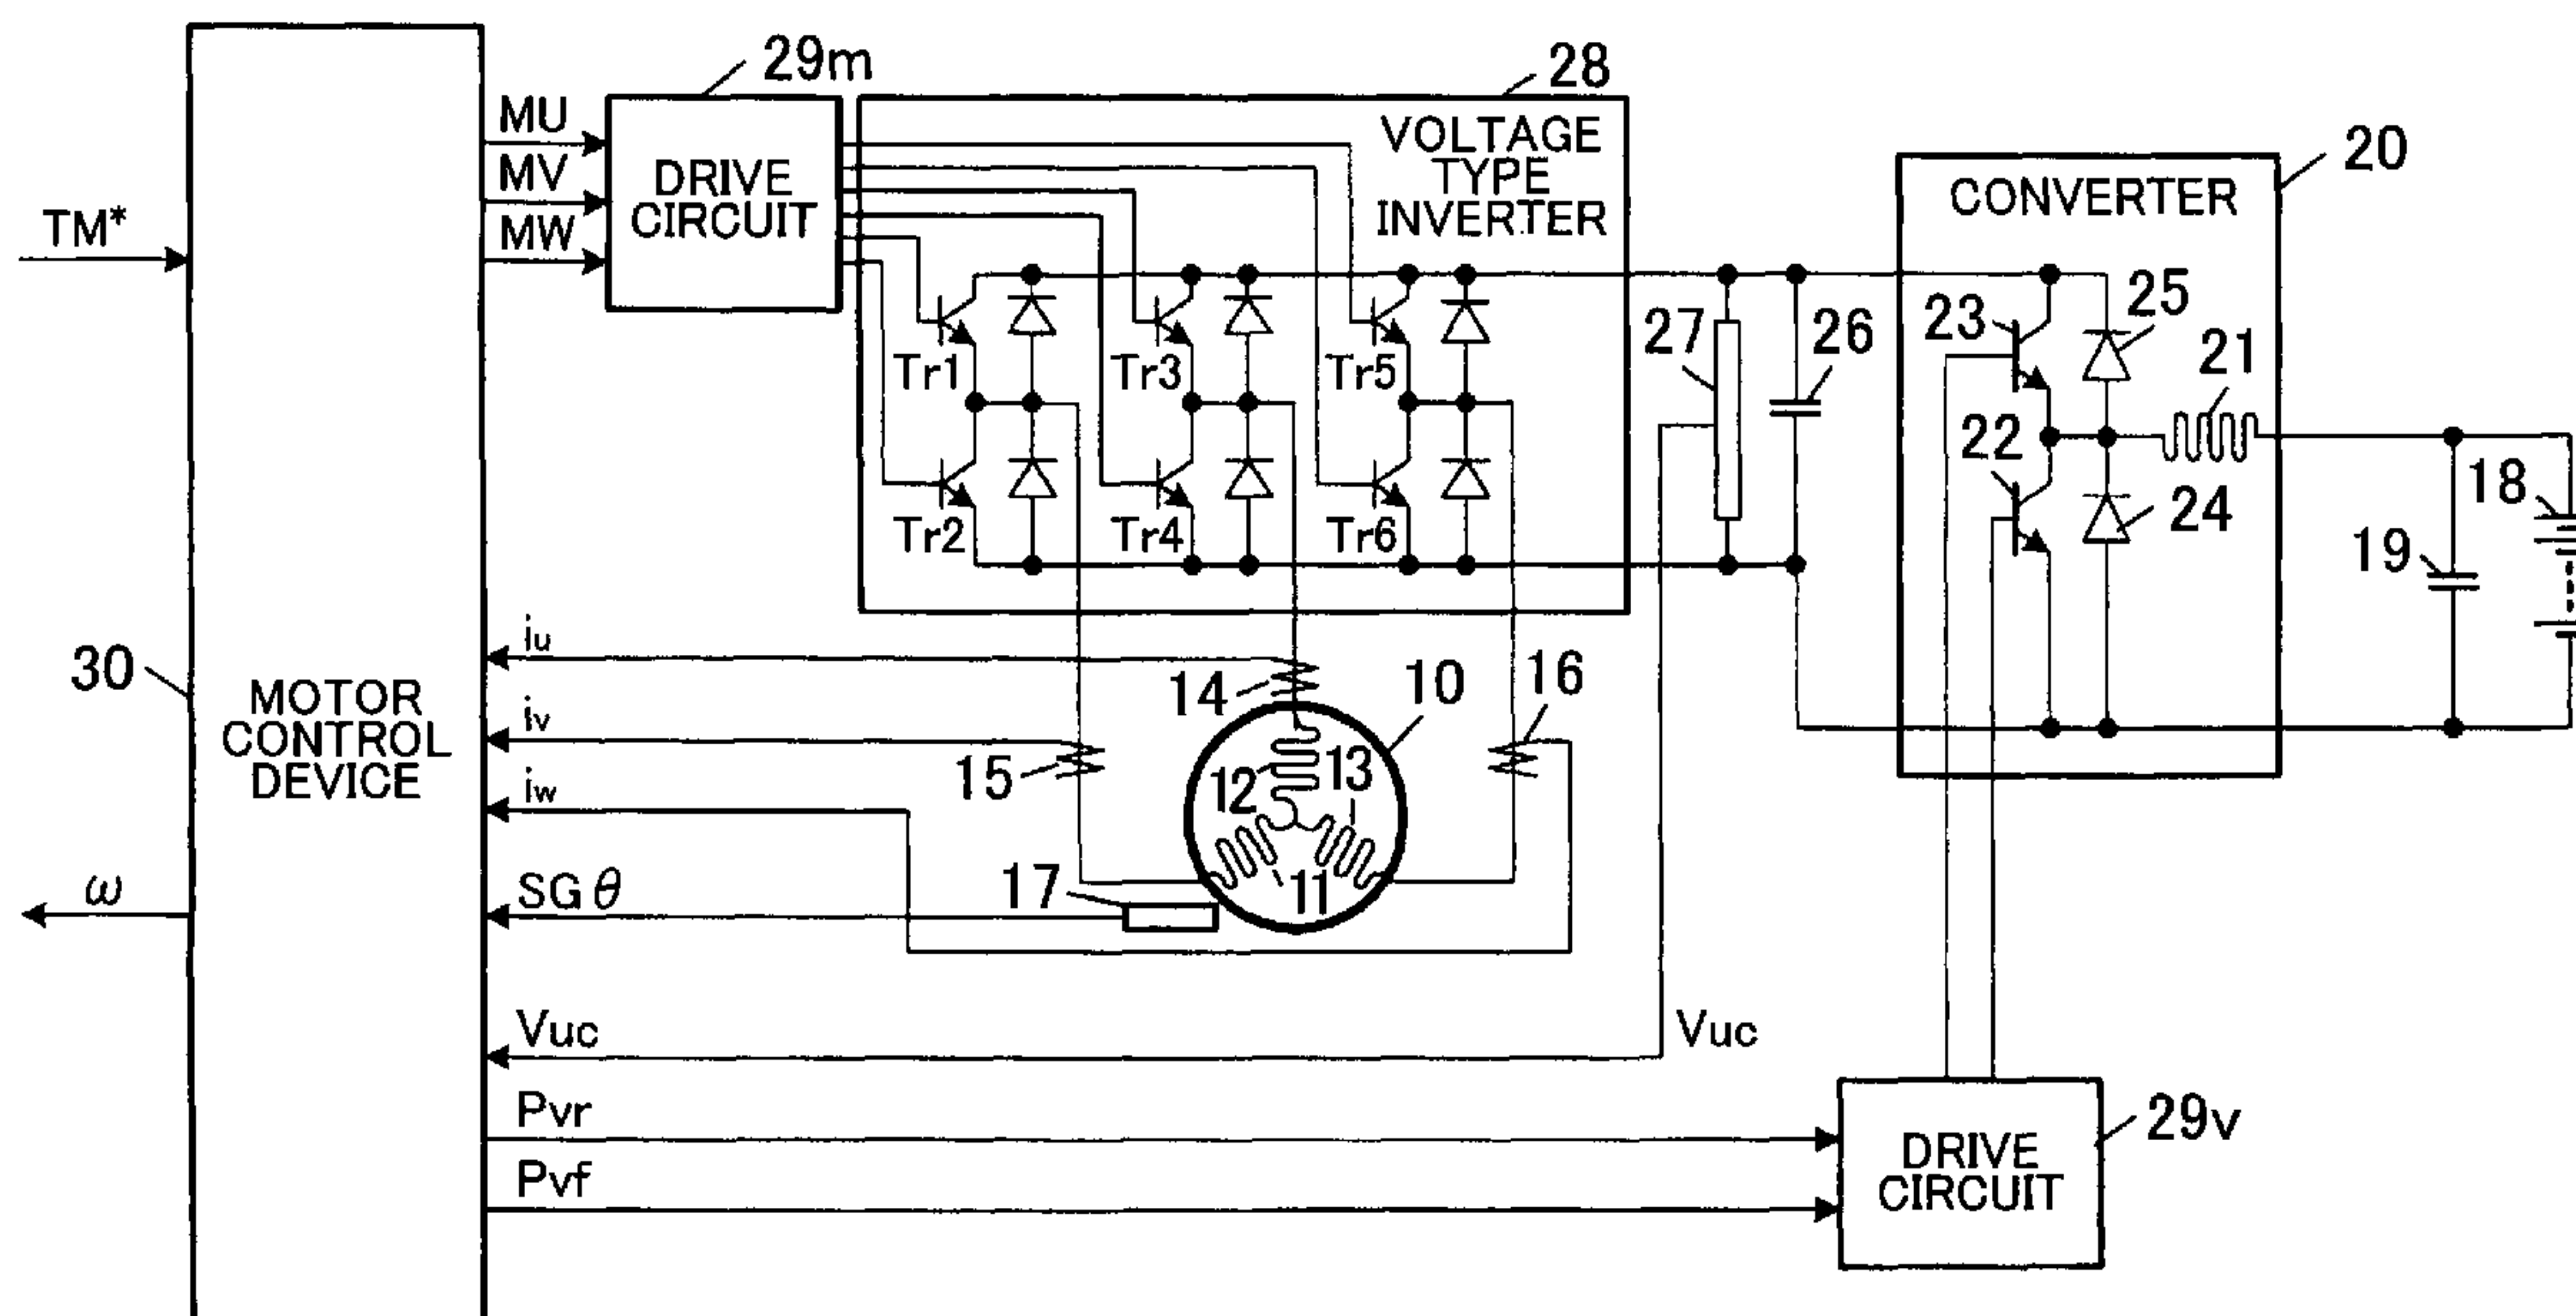 29m
28
MU
MV
MW
DRIVE
CIRCUIT
VOLTAGE
TYPE
INVERTER
20
CONVERTER
TM*
23
25
27
26
21
Tr1
Tr3
Tr5
22
24
18
19
Tr2
Tr4
Tr6
30
MOTOR
CONTROL
DEVICE
iu
iv
iw
14
10
16
15
12
13
11
17
ω
SGθ
Vuc
Vuc
Pvr
Pvf
DRIVE
CIRCUIT
29v